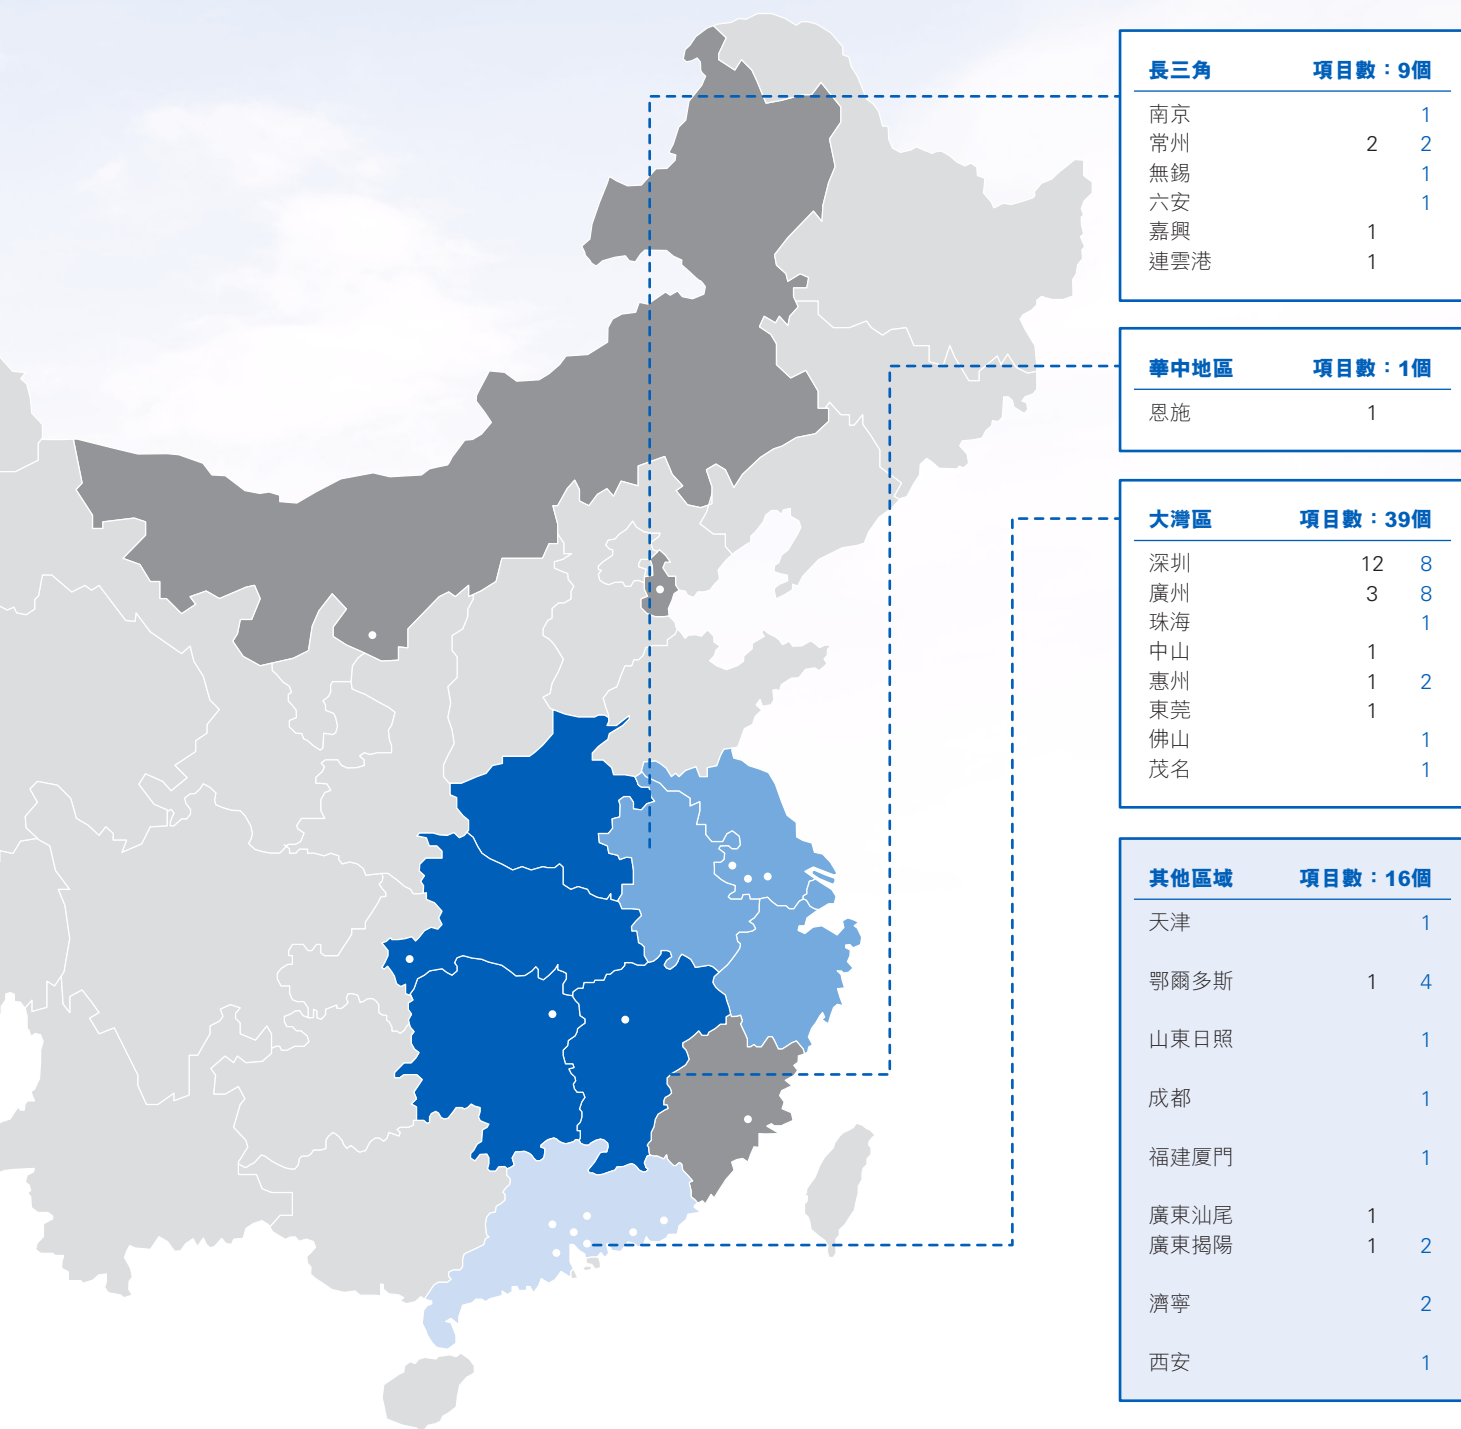 長三角 項目數：9個
南京 1
常州 2 2
無錫 1
六安 1
嘉興 1
連雲港 1
華中地區 項目數：1個
恩施 1
大灣區 項目數：39個
深圳 12 8
廣州 3 8
珠海 1
中山 1
惠州 1 2
東莞 1
佛山 1
茂名 1
其他區域 項目數：16個
天津 1
鄂爾多斯 1 4
山東日照 1
成都 1
福建厦門 1
廣東汕尾 1
廣東揭陽 1 2
濟寧 2
西安 1